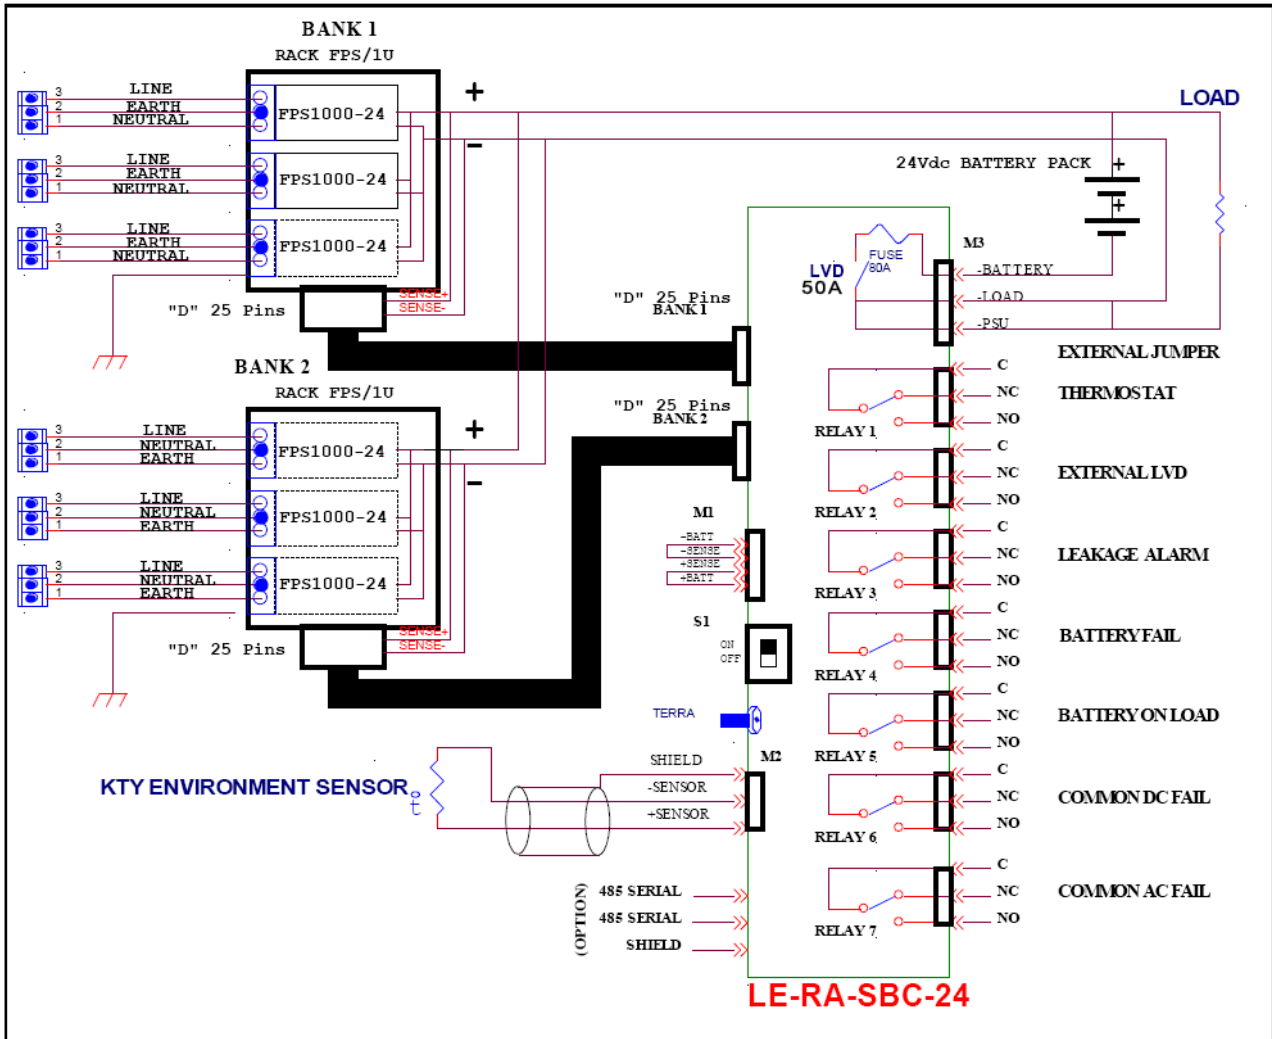 BANK 1
RACK FPS/1U
3 LINE
2 EARTH
1 NEUTRAL
FPS1000-24
+
-
LOAD
3 LINE
2 EARTH
1 NEUTRAL
FPS1000-24
24Vdc BATTERY PACK
+
+
3 LINE
2 EARTH
1 NEUTRAL
FPS1000-24
SENSE+
SENSE-
"D" 25 Pins
"D" 25 Pins
BANK 1
LVD
50A
FUSE
80A
M3
-BATTERY
-LOAD
-PSU
BANK 2
RACK FPS/1U
3 LINE
2 NEUTRAL
1 EARTH
FPS1000-24
+
-
3 LINE
2 NEUTRAL
1 EARTH
FPS1000-24
3 LINE
2 NEUTRAL
1 EARTH
FPS1000-24
SENSE+
SENSE-
"D" 25 Pins
"D" 25 Pins
BANK 2
EXTERNAL JUMPER
C
NC THERMOSTAT
NO
RELAY 1
C
NC EXTERNAL LVD
NO
RELAY 2
M1
-BATT
-SENSE
+SENSE
+BATT
C
NC LEAKAGE ALARM
NO
RELAY 3
S1
ON
OFF
C
NC BATTERY FAIL
NO
RELAY 4
TERRA
C
NC BATTERY ON LOAD
NO
RELAY 5
M2
SHIELD
-SENSOR
+SENSOR
KTY ENVIRONMENT SENSOR
t°
C
NC COMMON DC FAIL
NO
RELAY 6
(OPTION)
485 SERIAL
485 SERIAL
SHIELD
C
NC COMMON AC FAIL
NO
RELAY 7
LE-RA-SBC-24